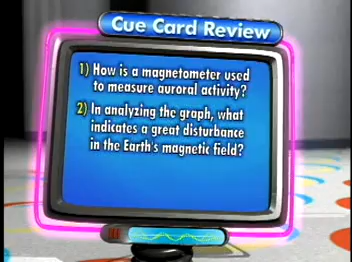 Cue Card Review
1) How is a magnetometer used
to measure auroral activity?
2) In analyzing the graph, what
indicates a great disturbance
in the Earth's magnetic field?